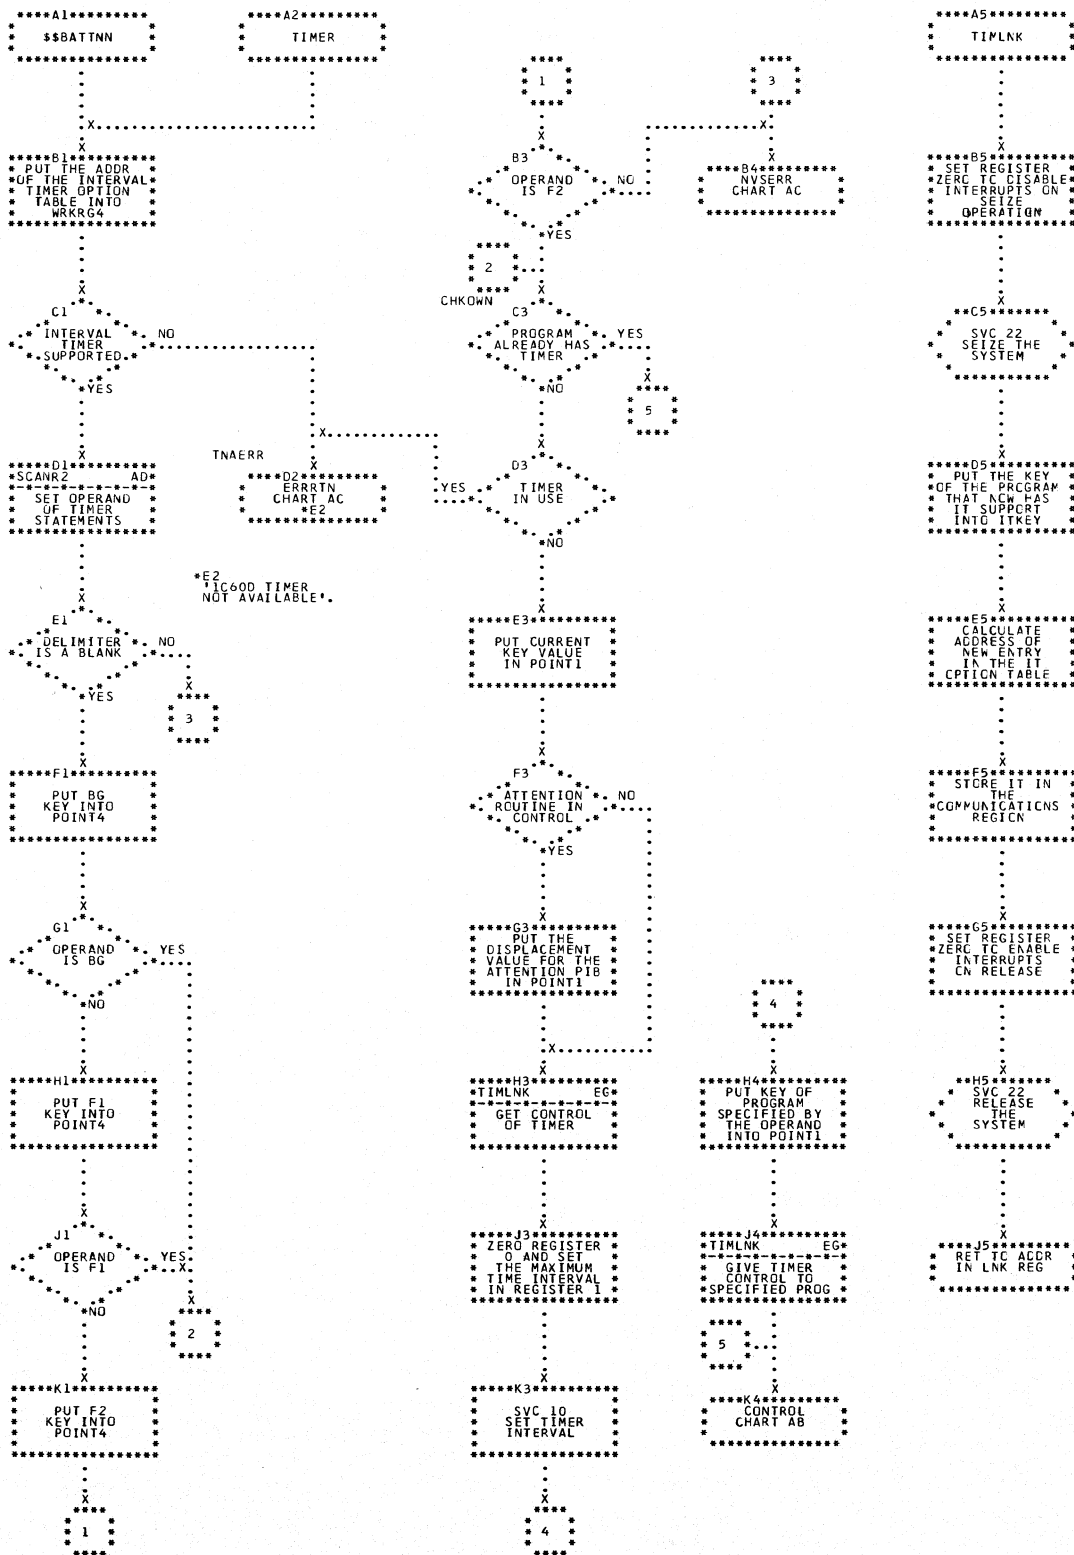 A1
$$BATTNN
A2
TIMER
A5
TIMLNK
1
3
B1
PUT THE ADDR
OF THE INTERVAL
TIMER OPTION
TABLE INTO
WRKRG4
B3
OPERAND
IS F2
NO
YES
B4
NVSERR
CHART AC
B5
SET REGISTER
ZERO TC DISABLE
INTERRUPTS ON
SEIZE
OPERATION
2
CHKOWN
C1
INTERVAL
TIMER
SUPPORTED
NO
YES
C3
PROGRAM
ALREADY HAS
TIMER
YES
NO
C5
SVC 22
SEIZE THE
SYSTEM
5
D1
SCANR2 AD
SET OPERAND
OF TIMER
STATEMENTS
TNAERR
D2
ERRRTN
CHART AC
*E2
D3
TIMER
IN USE
YES
NO
D5
PUT THE KEY
OF THE PRCGRAM
THAT NCW HAS
IT SUPPORT
INTO ITKEY
*E2
'1C60D TIMER
NOT AVAILABLE'.
E1
DELIMITER
IS A BLANK
NO
YES
3
E3
PUT CURRENT
KEY VALUE
IN POINT1
E5
CALCULATE
ADDRESS OF
NEW ENTRY
IN THE IT
CPTION TABLE
F1
PUT BG
KEY INTO
POINT4
F3
ATTENTION
ROUTINE IN
CONTROL
NO
YES
F5
STORE IT IN
THE
COMMUNICATIONS
REGICN
G1
OPERAND
IS BG
YES
NO
G3
PUT THE
DISPLACEMENT
VALUE FOR THE
ATTENTION PIB
IN POINT1
G5
SET REGISTER
ZERC TC ENABLE
INTERRUPTS
CN RELEASE
4
H1
PUT F1
KEY INTO
POINT4
H3
TIMLNK EG
GET CONTROL
OF TIMER
H4
PUT KEY OF
PROGRAM
SPECIFIED BY
THE OPERAND
INTO POINT1
H5
SVC 22
RELEASE
THE
SYSTEM
J1
OPERAND
IS F1
YES
NO
2
J3
ZERO REGISTER
0 AND SET
THE MAXIMUM
TIME INTERVAL
IN REGISTER 1
J4
TIMLNK EG
GIVE TIMER
CONTROL TO
SPECIFIED PROG
J5
RET TC ADDR
IN LNK REG
5
K1
PUT F2
KEY INTO
POINT4
K3
SVC 10
SET TIMER
INTERVAL
K4
CONTROL
CHART AB
1
4